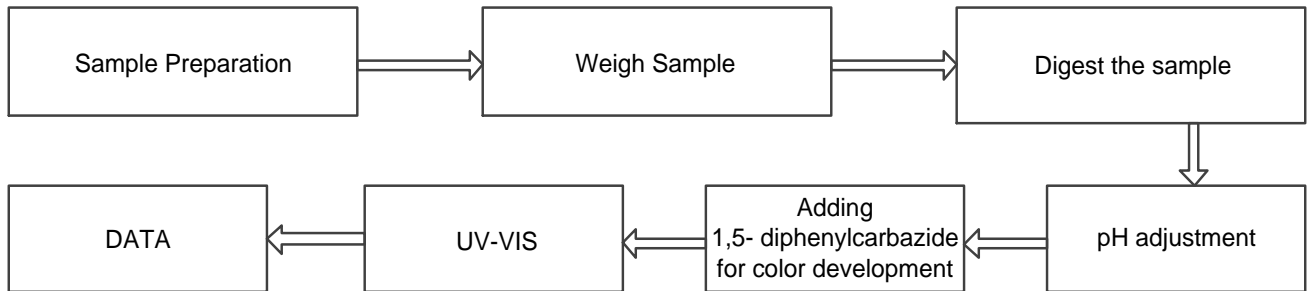 Sample Preparation
Weigh Sample
Digest the sample
pH adjustment
Adding
1,5- diphenylcarbazide
for color development
UV-VIS
DATA